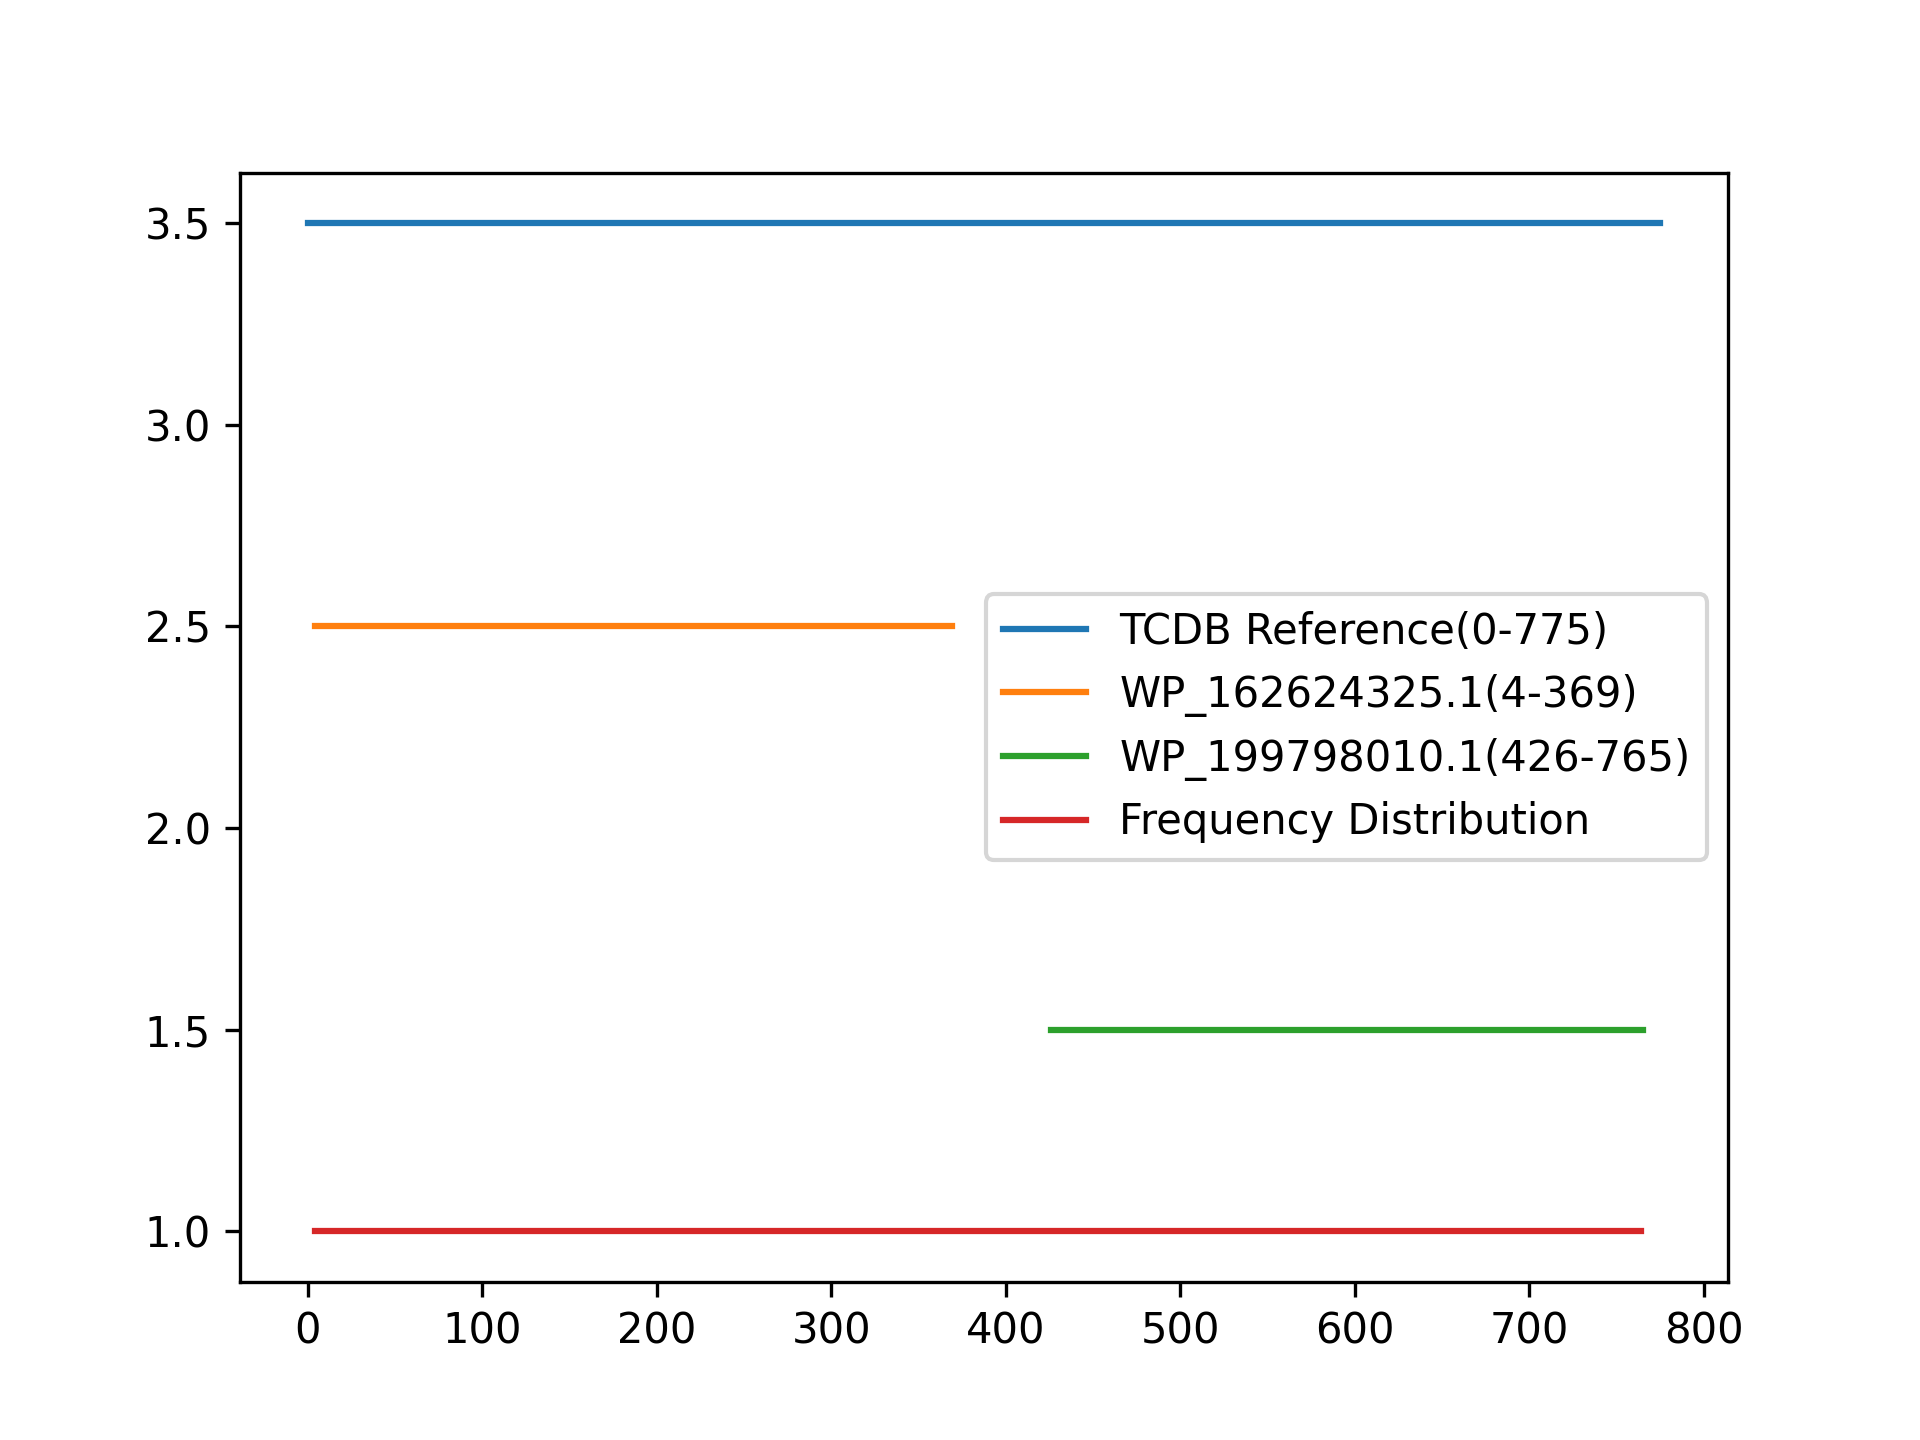 3.5
3.0
2.5
2.0
1.5
1.0
TCDB Reference(0-775)
WP_162624325.1(4-369)
WP_199798010.1(426-765)
Frequency Distribution
0 100 200 300 400 500 600 700 800